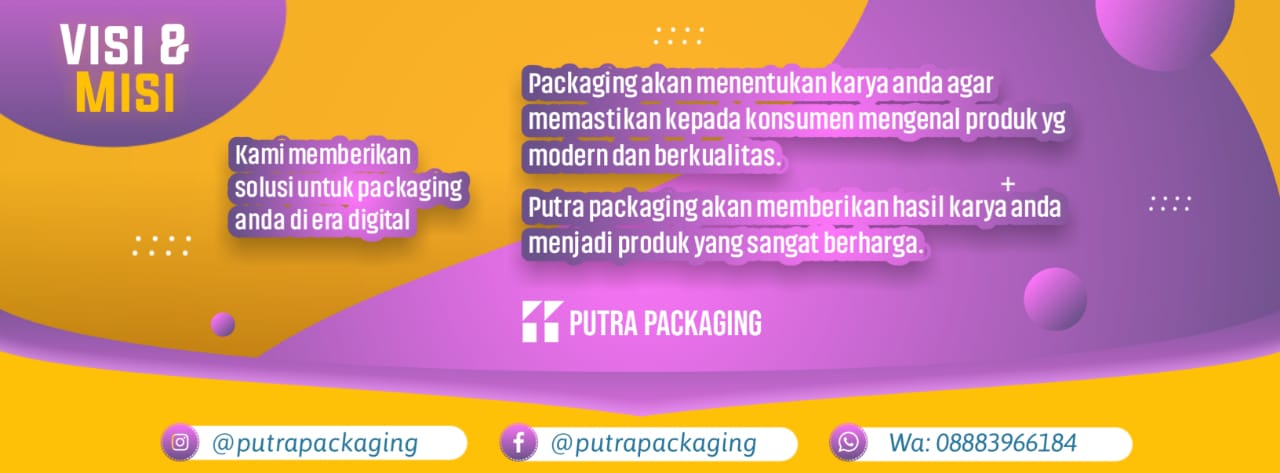 VISI &
MISI
Kami memberikan
solusi untuk packaging
anda di era digital
Packaging akan menentukan karya anda agar
memastikan kepada konsumen mengenal produk yg
modern dan berkualitas.
Putra packaging akan memberikan hasil karya anda
menjadi produk yang sangat berharga.
PUTRA PACKAGING
@putrapackaging
@putrapackaging
Wa: 08883966184